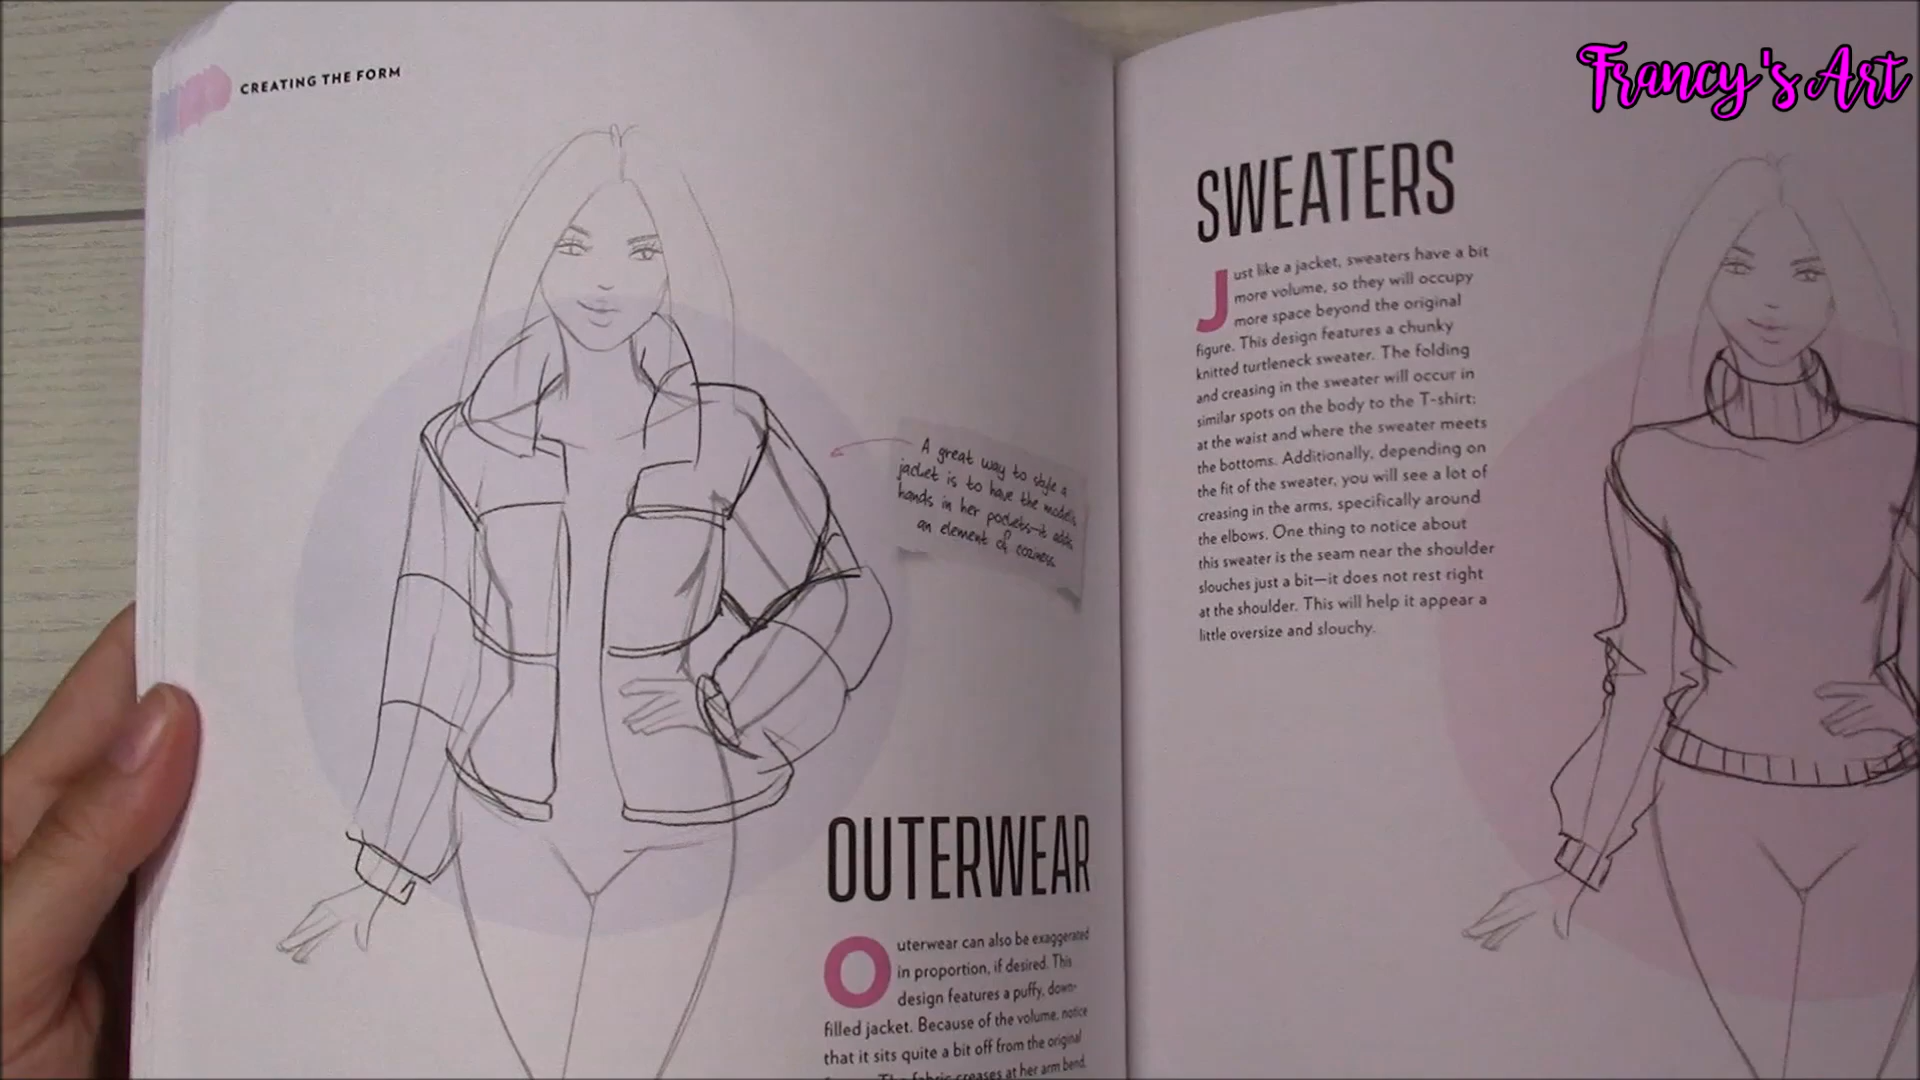 CREATING THE FORM
Francy's Art
A great way to style a
jacket is to have the models
hands in her pockets—it adds
an element of coziness
OUTERWEAR
Outerwear can also be exaggerated
in proportion, if desired. This
design features a puffy, down-
filled jacket. Because of the volume, notice
that it sits quite a bit off from the original
fabric creases at her arm bend.
SWEATERS
Just like a jacket, sweaters have a bit
more volume, so they will occupy
more space beyond the original
figure. This design features a chunky
knitted turtleneck sweater. The folding
and creasing in the sweater will occur in
similar spots on the body to the T-shirt:
at the waist and where the sweater meets
the bottoms. Additionally, depending on
the fit of the sweater, you will see a lot of
creasing in the arms, specifically around
the elbows. One thing to notice about
this sweater is the seam near the shoulder
slouches just a bit—it does not rest right
at the shoulder. This will help it appear a
little oversize and slouchy.